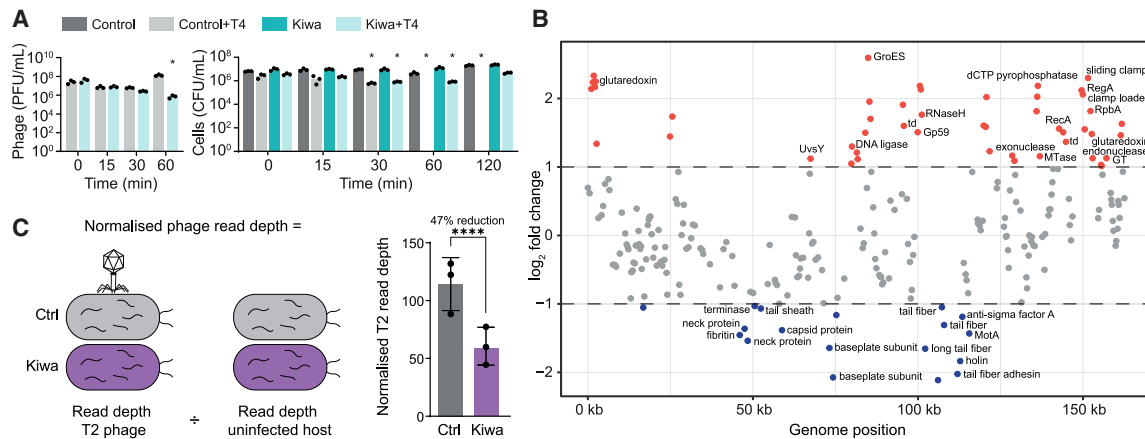 A
Control
Control+T4
Kiwa
Kiwa+T4
Phage (PFU/mL)
10^10
10^8
10^6
10^4
10^2
10^0
*
0 15 30 60
Time (min)
Cells (CFU/mL)
10^8
10^6
10^4
10^2
10^0
* * * * *
0 15 30 60 120
Time (min)
B
log2 fold change
2
1
0
−1
−2
GroES
sliding clamp
dCTP pyrophosphatase
glutaredoxin
RegA
clamp loader
RNaseH
RpbA
td
RecA
Gp59
td
glutaredoxin
DNA ligase
endonuclease
exonuclease
UvsY
MTase
GT
terminase
tail sheath
tail fiber
anti-sigma factor A
neck protein
capsid protein
tail fiber
fibritin
MotA
neck protein
baseplate subunit
long tail fiber
holin
baseplate subunit
tail fiber adhesin
0 kb 50 kb 100 kb 150 kb
Genome position
C
Normalised phage read depth =
Ctrl
Kiwa
Read depth
T2 phage
÷
Read depth
uninfected host
47% reduction
****
Normalised T2 read depth
150
100
50
0
Ctrl Kiwa